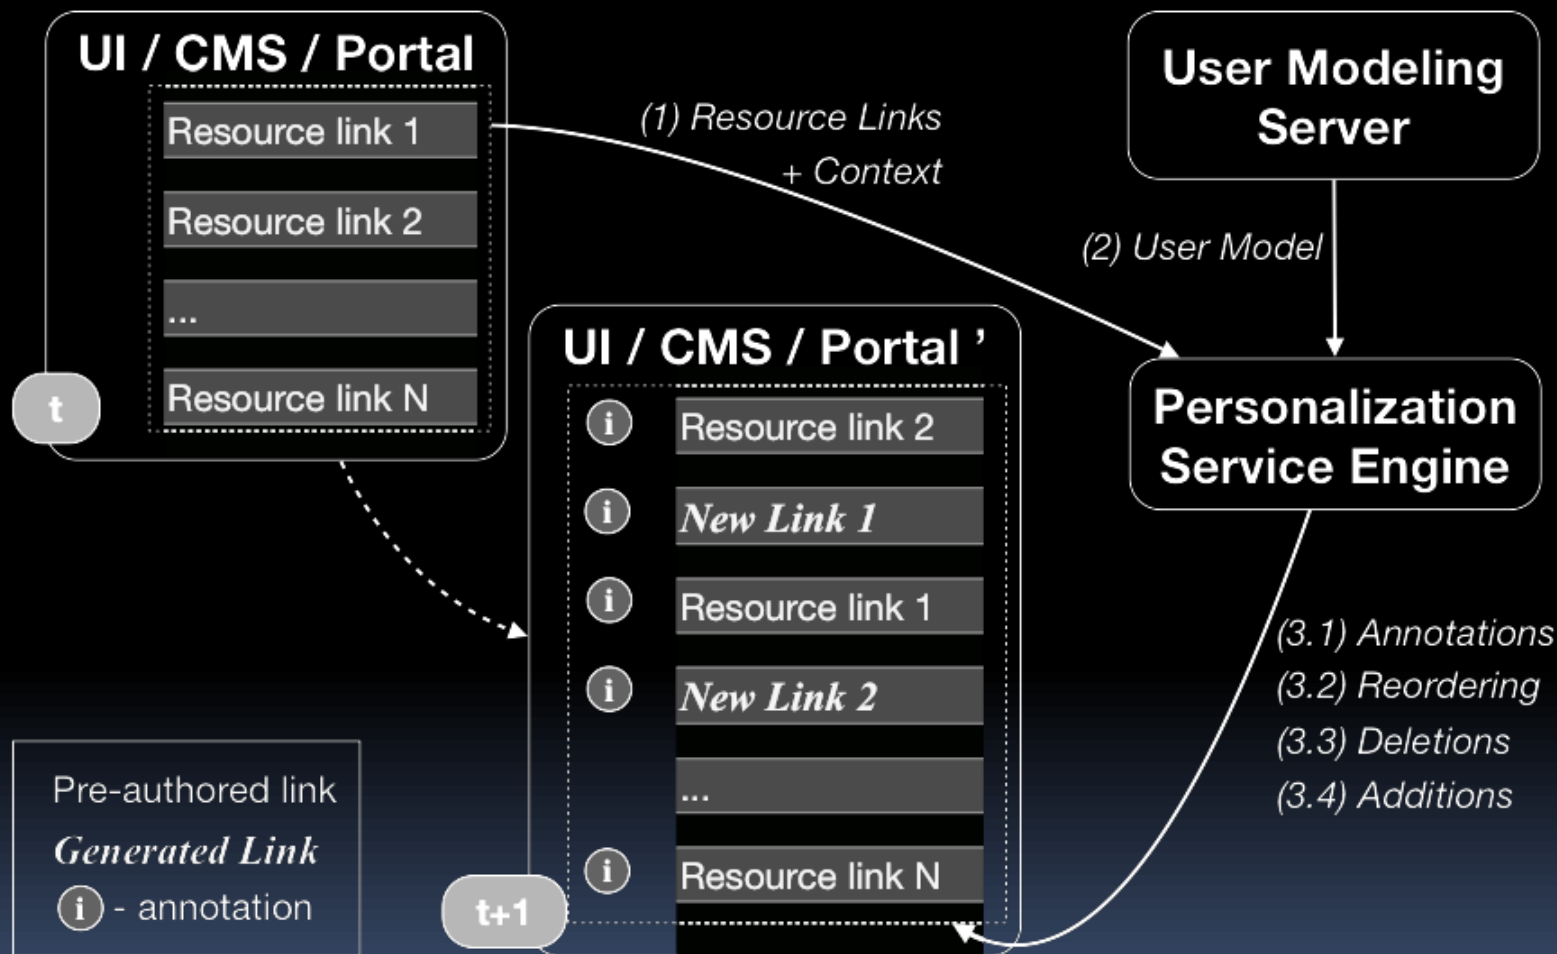 UI / CMS / Portal
Resource link 1
Resource link 2
...
Resource link N
t
(1) Resource Links
+ Context
User Modeling
Server
(2) User Model
Personalization
Service Engine
UI / CMS / Portal ’
i Resource link 2
i New Link 1
i Resource link 1
i New Link 2
...
i Resource link N
t+1
(3.1) Annotations
(3.2) Reordering
(3.3) Deletions
(3.4) Additions
Pre-authored link
Generated Link
i - annotation